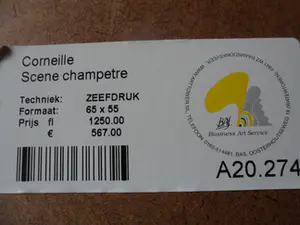 Corneille
Scene champetre
Techniek: ZEEFDRUK
Formaat: 65 x 55
Prijs fl 1250.00
€ 567.00
BAS
Business Art Service
A20.274